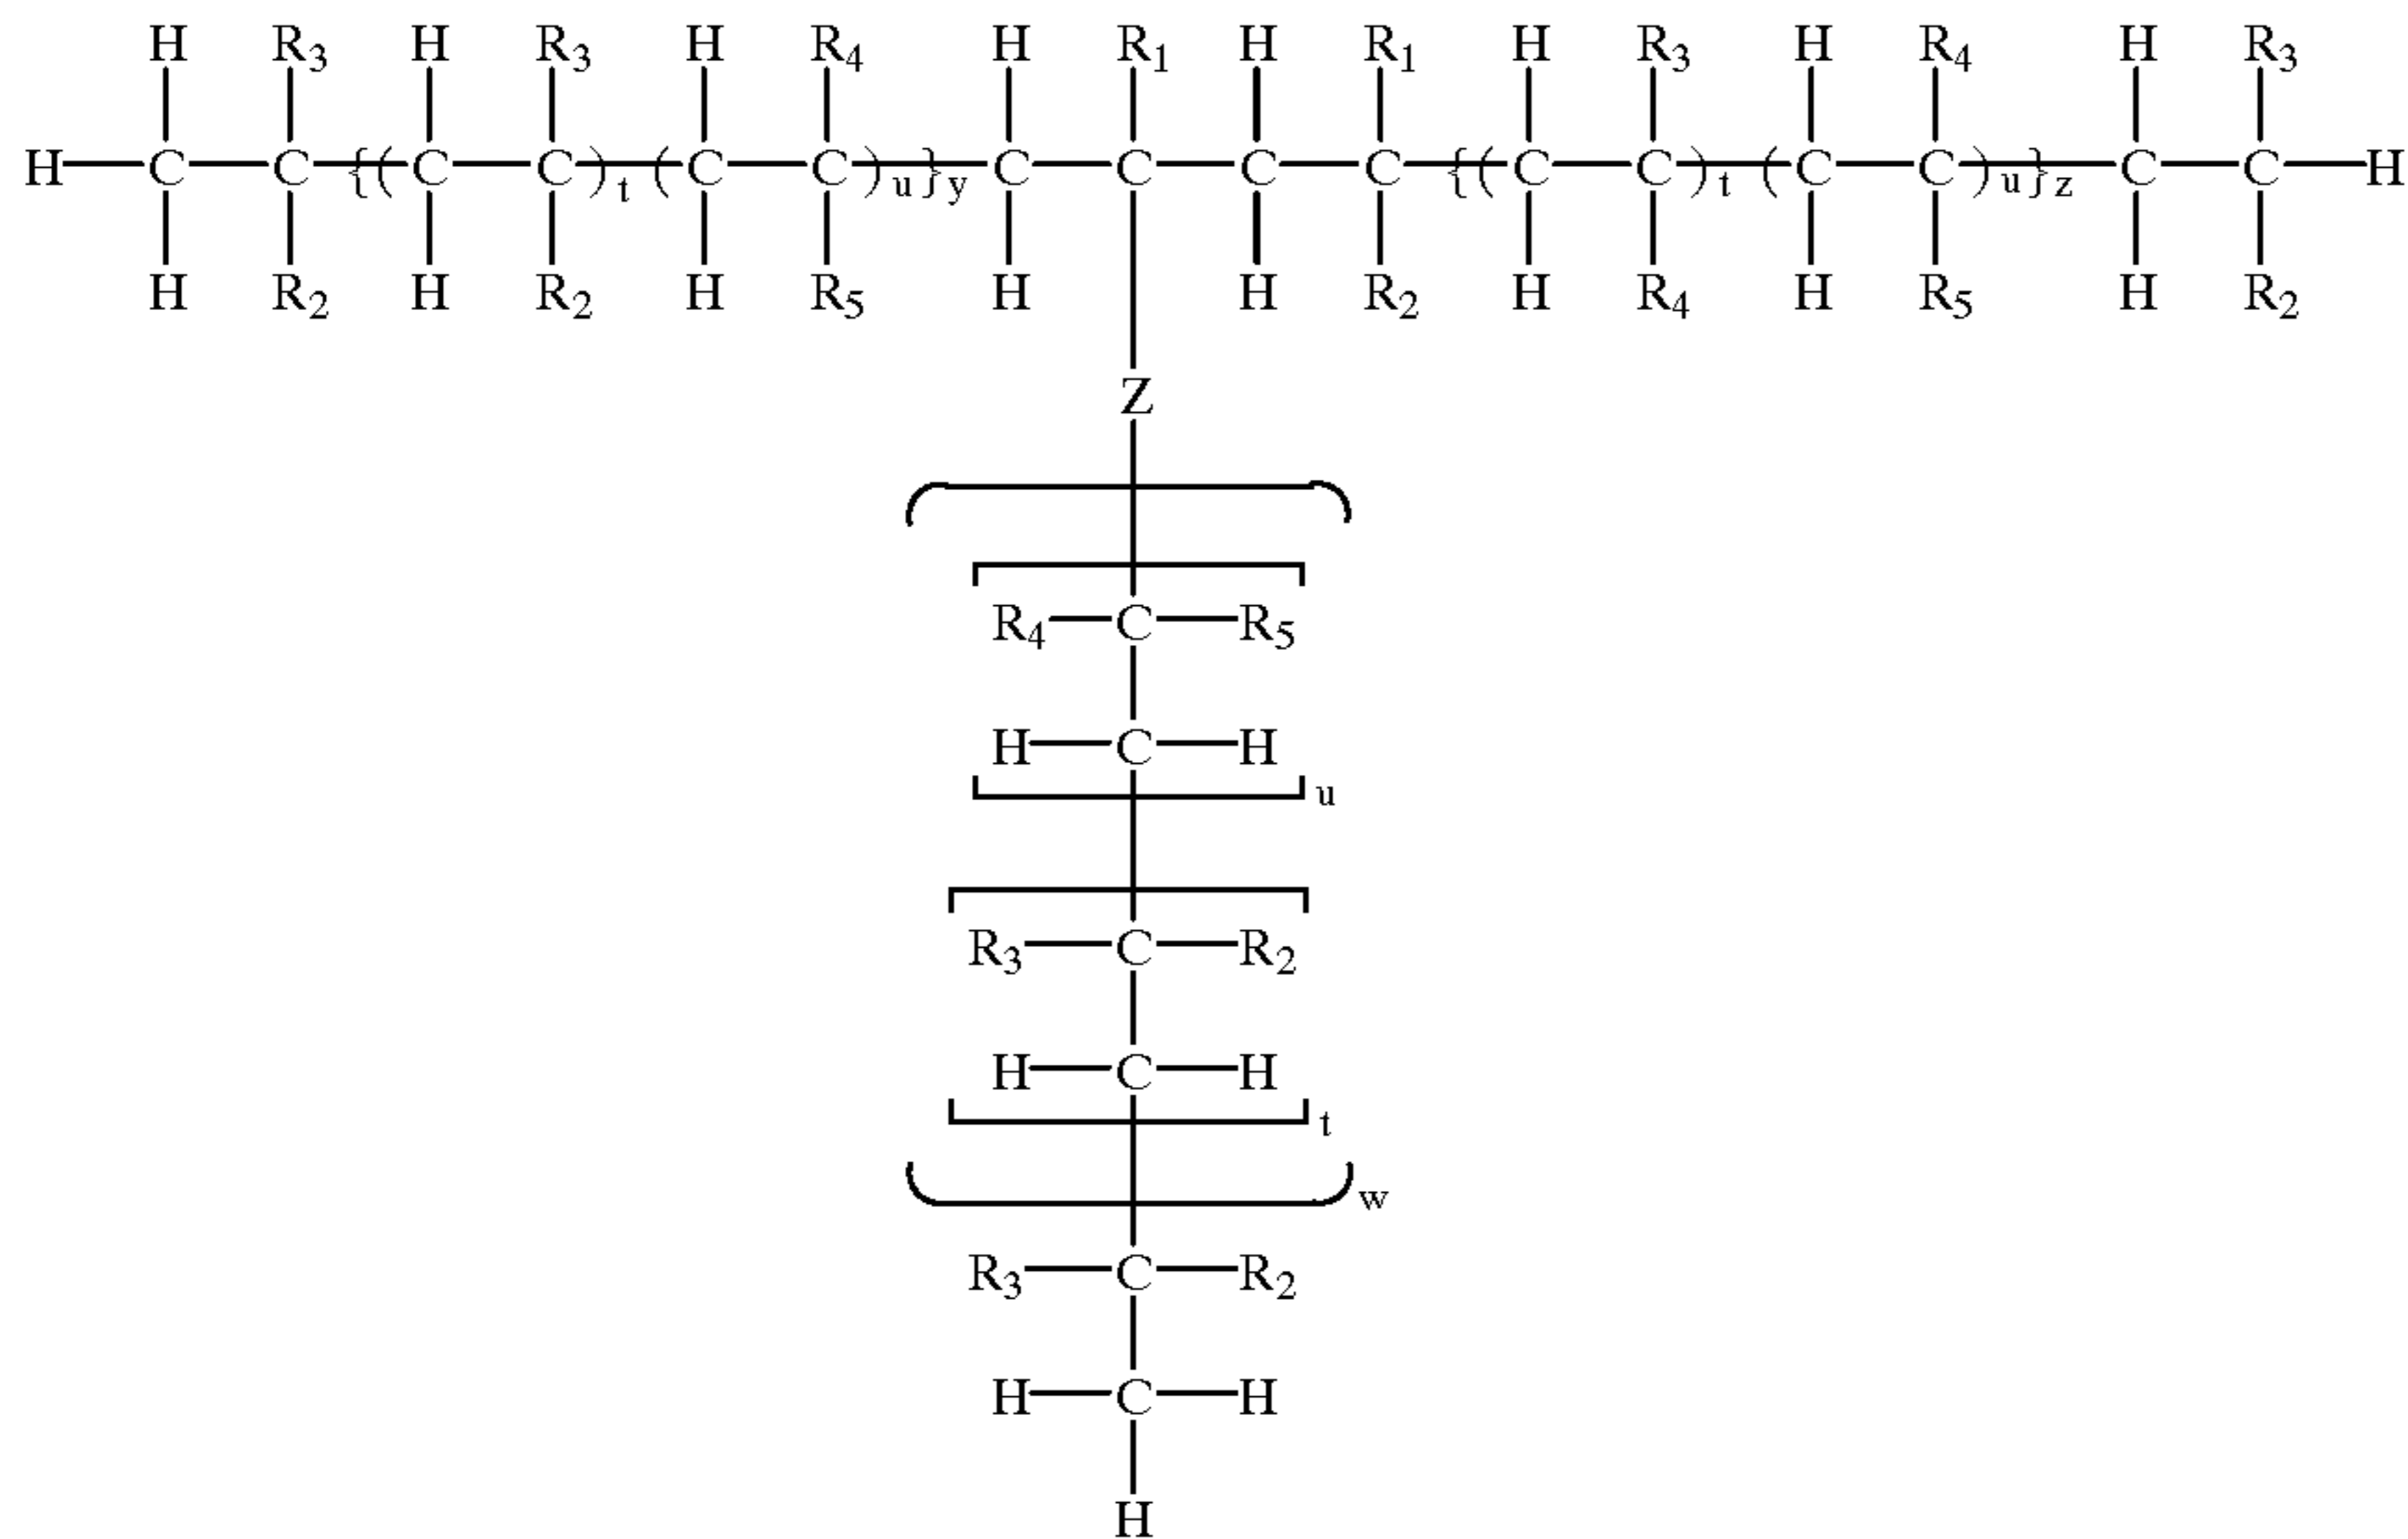 H R3 H R3 H R4 H R1 H R1 H R3 H R4 H R3
H C C {( C C )t ( C C )u }y C C C C {( C C )t ( C C )u }z C C H
H R2 H R2 H R5 H H R2 H R4 H R5 H R2
Z
R4 C R5
H C H
u
R3 C R2
H C H
t
w
R3 C R2
H C H
H